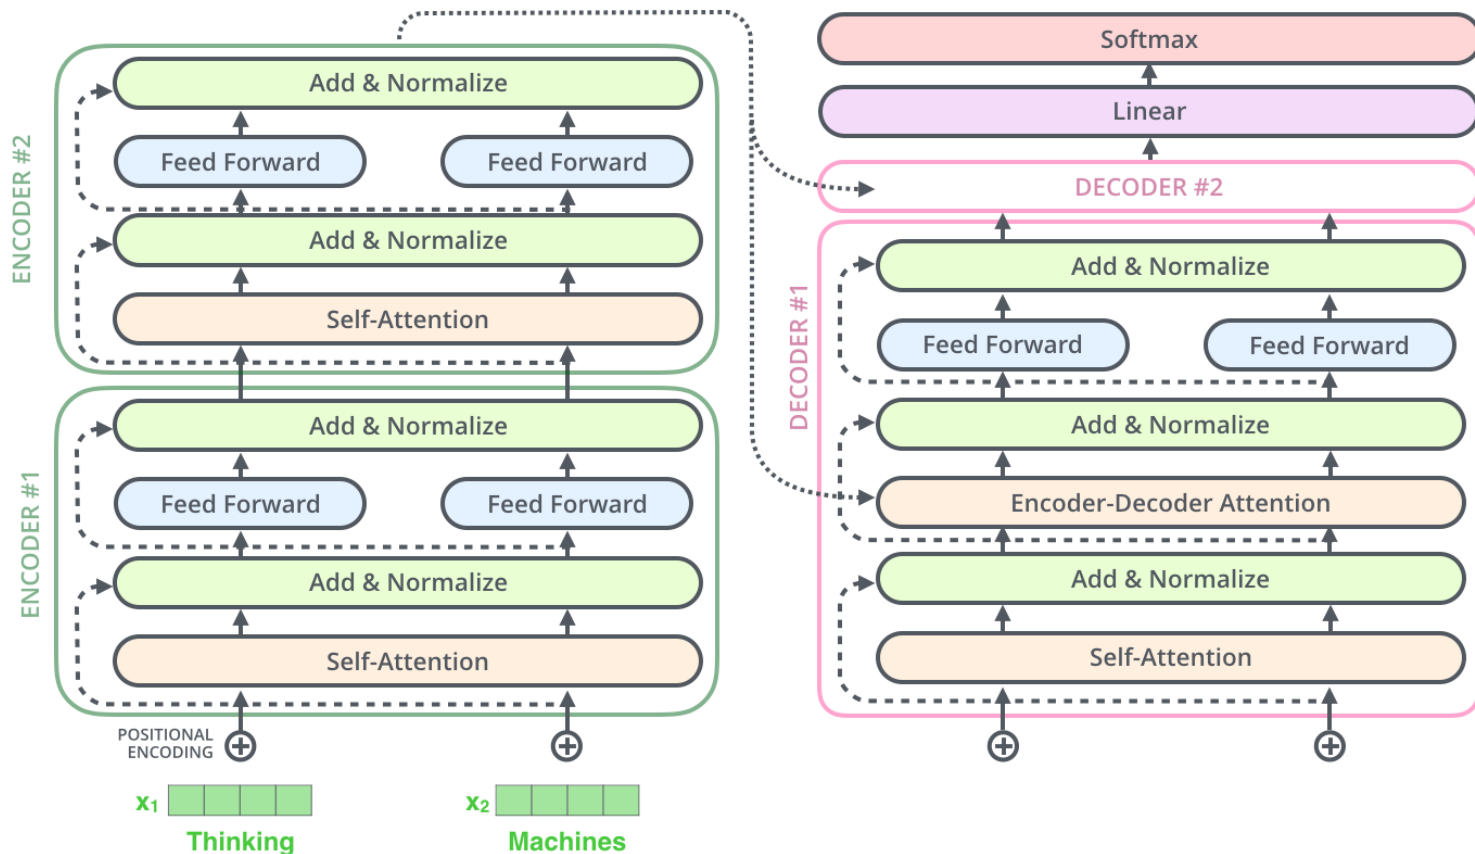 ENCODER #2
Add & Normalize
Feed Forward
Feed Forward
Add & Normalize
Self-Attention
ENCODER #1
Add & Normalize
Feed Forward
Feed Forward
Add & Normalize
Self-Attention
POSITIONAL
ENCODING
x₁
x₂
Thinking
Machines
Softmax
Linear
DECODER #2
DECODER #1
Add & Normalize
Feed Forward
Feed Forward
Add & Normalize
Encoder-Decoder Attention
Add & Normalize
Self-Attention